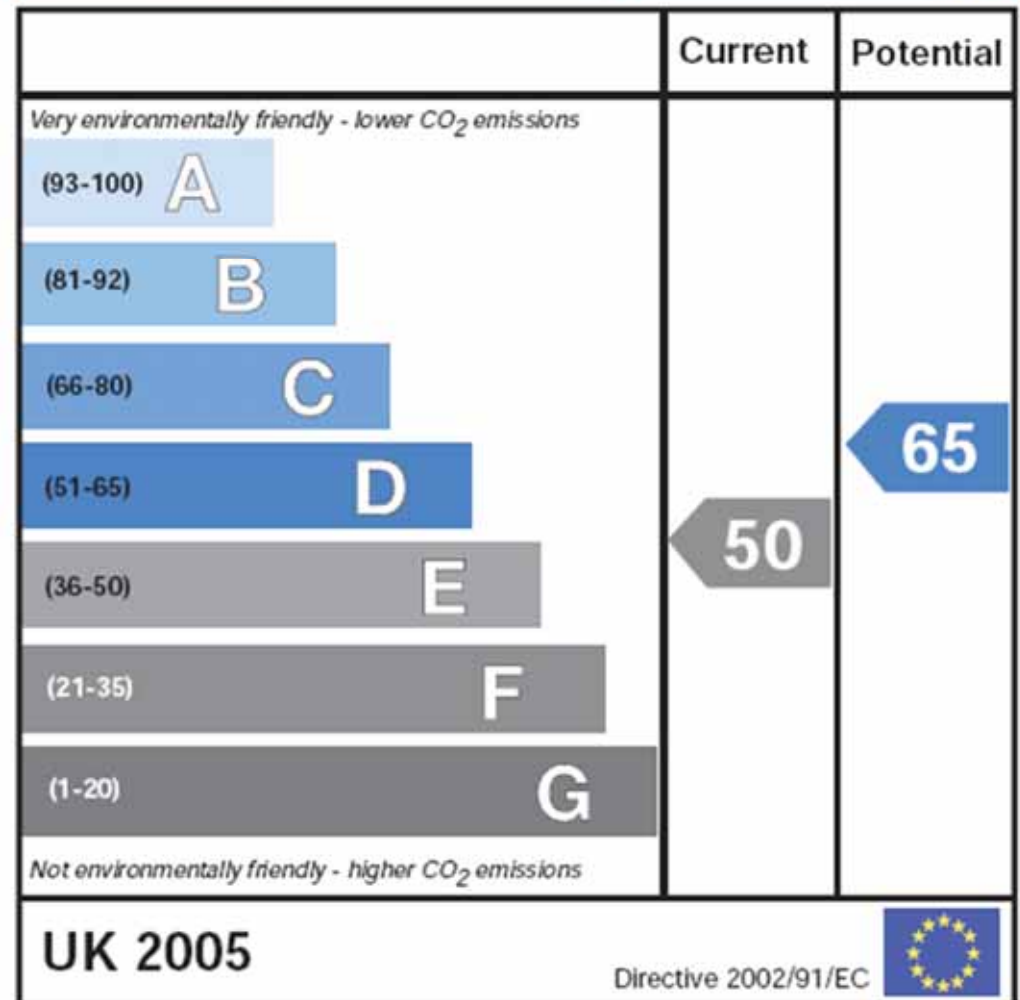 Current Potential
Very environmentally friendly - lower CO2 emissions
(93-100) A
(81-92) B
(66-80) C
(51-65) D
(36-50) E
(21-35) F
(1-20) G
65
50
Not environmentally friendly - higher CO2 emissions
UK 2005
Directive 2002/91/EC